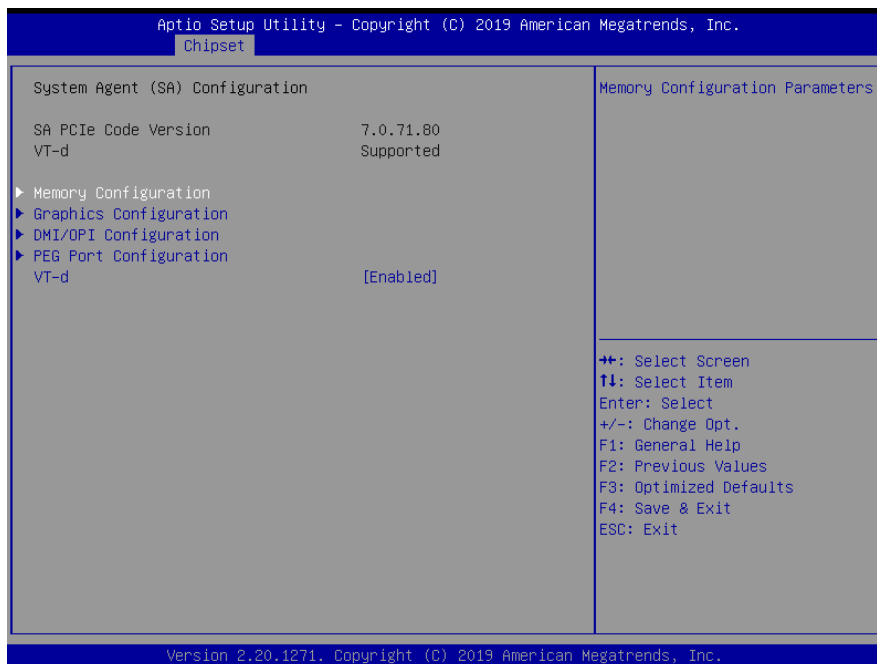 Aptio Setup Utility – Copyright (C) 2019 American Megatrends, Inc.
Chipset
System Agent (SA) Configuration
SA PCIe Code Version 7.0.71.80
VT-d Supported
Memory Configuration
Graphics Configuration
DMI/OPI Configuration
PEG Port Configuration
VT-d [Enabled]
Memory Configuration Parameters
→←: Select Screen
↑↓: Select Item
Enter: Select
+/-: Change Opt.
F1: General Help
F2: Previous Values
F3: Optimized Defaults
F4: Save & Exit
ESC: Exit
Version 2.20.1271. Copyright (C) 2019 American Megatrends, Inc.